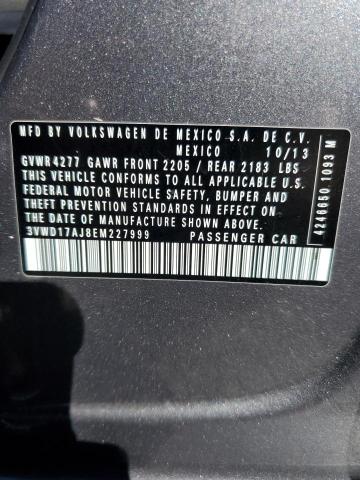 MFD BY VOLKSWAGEN DE MEXICO S.A. DE C.V.
MEXICO 10/13
GVWR4277 GAWR FRONT 2205 / REAR 2183 LBS
THIS VEHICLE CONFORMS TO ALL APPLICABLE U.S.
FEDERAL MOTOR VEHICLE SAFETY, BUMPER AND
THEFT PREVENTION STANDARDS IN EFFECT ON
THE DATE OF MANUFACTURE SHOWN ABOVE.
3VWD17AJ8EM227999 PASSENGER CAR
4246650 1093 M